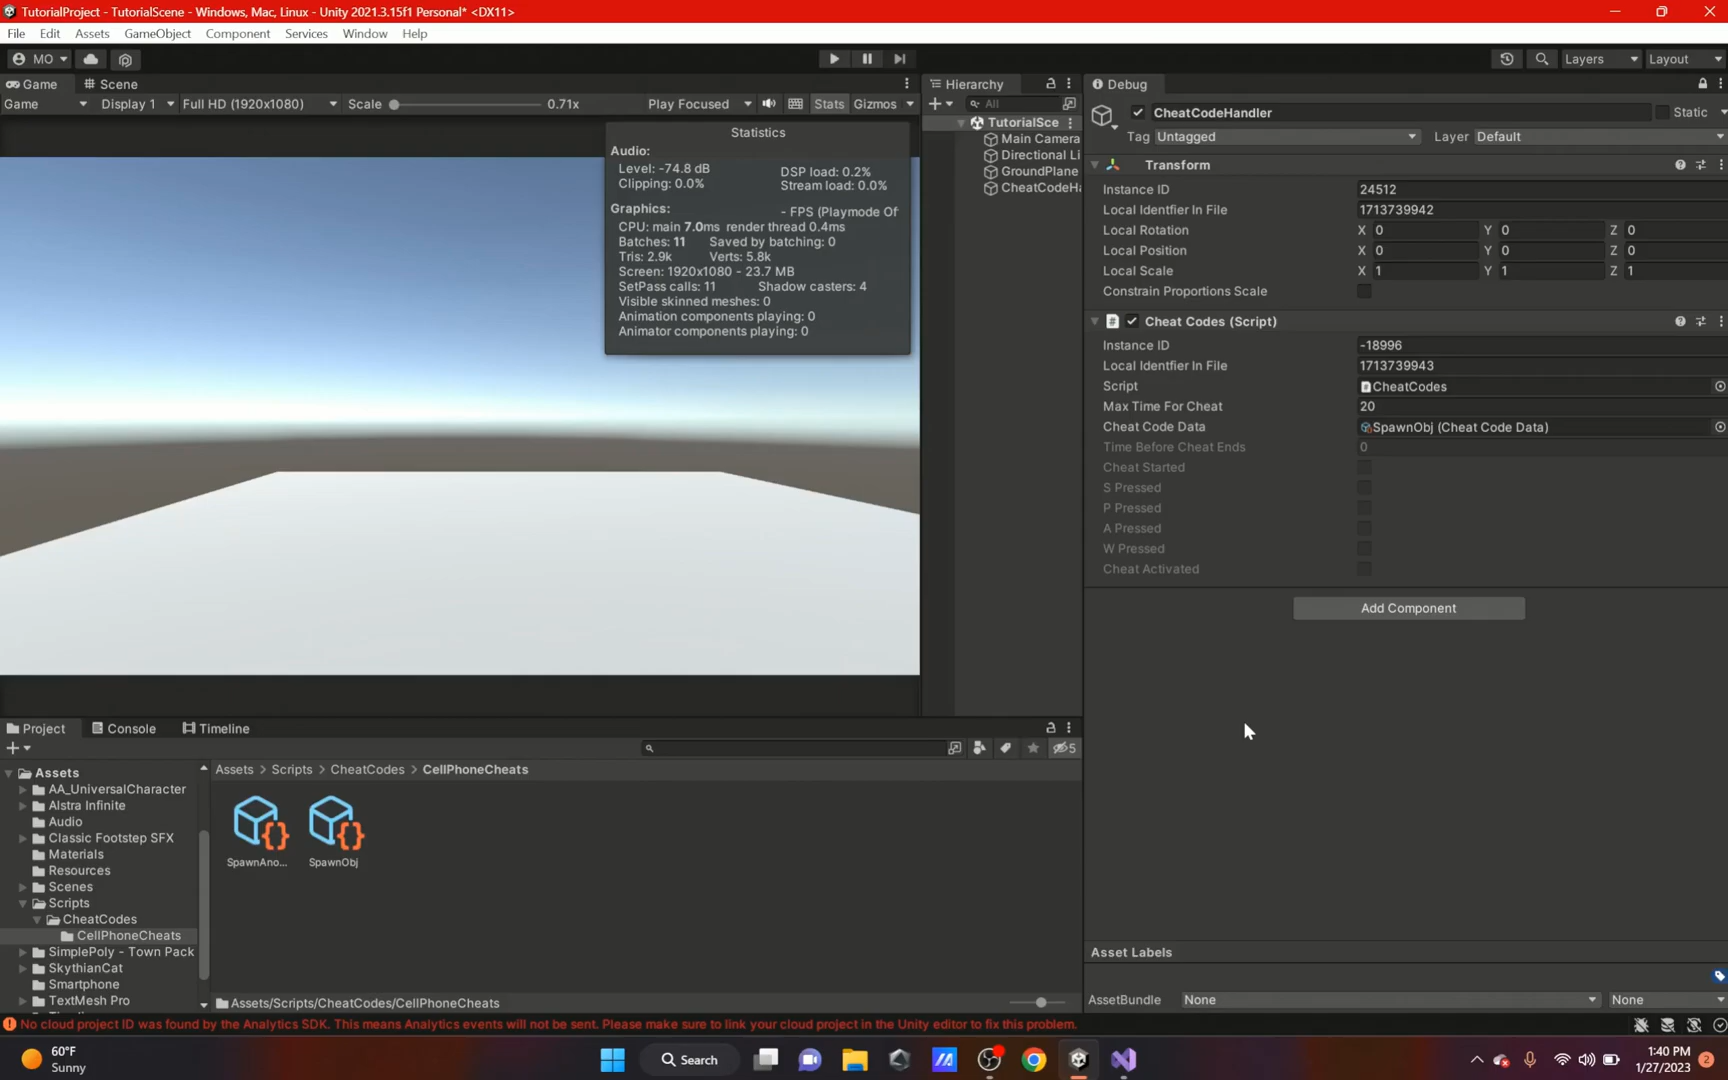 TutorialProject - TutorialScene - Windows, Mac, Linux - Unity 2021.3.15f1 Personal* <DX11>
File Edit Assets GameObject Component Services Window Help
MO Layers Layout
Game Scene
Game Display 1 Full HD (1920x1080) Scale 0.71x Play Focused Stats Gizmos
Statistics
Audio:
Level: -74.8 dB DSP load: 0.2%
Clipping: 0.0% Stream load: 0.0%
Graphics: - FPS (Playmode Of
CPU: main 7.0ms render thread 0.4ms
Batches: 11 Saved by batching: 0
Tris: 2.9k Verts: 5.8k
Screen: 1920x1080 - 23.7 MB
SetPass calls: 11 Shadow casters: 4
Visible skinned meshes: 0
Animation components playing: 0
Animator components playing: 0
Hierarchy
All
TutorialSce
Main Camera
Directional Li
GroundPlane
CheatCodeHa
Debug
CheatCodeHandler Static
Tag Untagged Layer Default
Transform
Instance ID 24512
Local Identfier In File 1713739942
Local Rotation X 0 Y 0 Z 0
Local Position X 0 Y 0 Z 0
Local Scale X 1 Y 1 Z 1
Constrain Proportions Scale
# Cheat Codes (Script)
Instance ID -18996
Local Identfier In File 1713739943
Script CheatCodes
Max Time For Cheat 20
Cheat Code Data SpawnObj (Cheat Code Data)
Time Before Cheat Ends 0
Cheat Started
S Pressed
P Pressed
A Pressed
W Pressed
Cheat Activated
Add Component
Project Console Timeline
5
Assets
AA_UniversalCharacter
Alstra Infinite
Audio
Classic Footstep SFX
Materials
Resources
Scenes
Scripts
CheatCodes
CellPhoneCheats
SimplePoly - Town Pack
SkythianCat
Smartphone
TextMesh Pro
Assets > Scripts > CheatCodes > CellPhoneCheats
SpawnAno... SpawnObj
Assets/Scripts/CheatCodes/CellPhoneCheats
Asset Labels
AssetBundle None None
No cloud project ID was found by the Analytics SDK. This means Analytics events will not be sent. Please make sure to link your cloud project in the Unity editor to fix this problem.
60°F
Sunny
Search
1:40 PM
1/27/2023
2